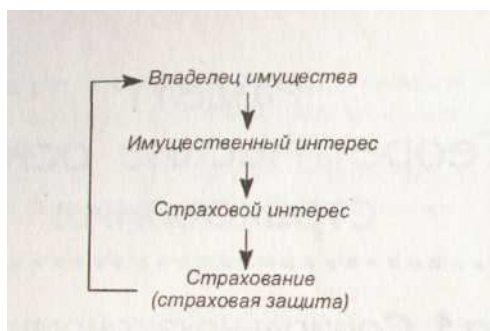 Владелец имущества
Имущественный интерес
Страховой интерес
Страхование
(страховая защита)